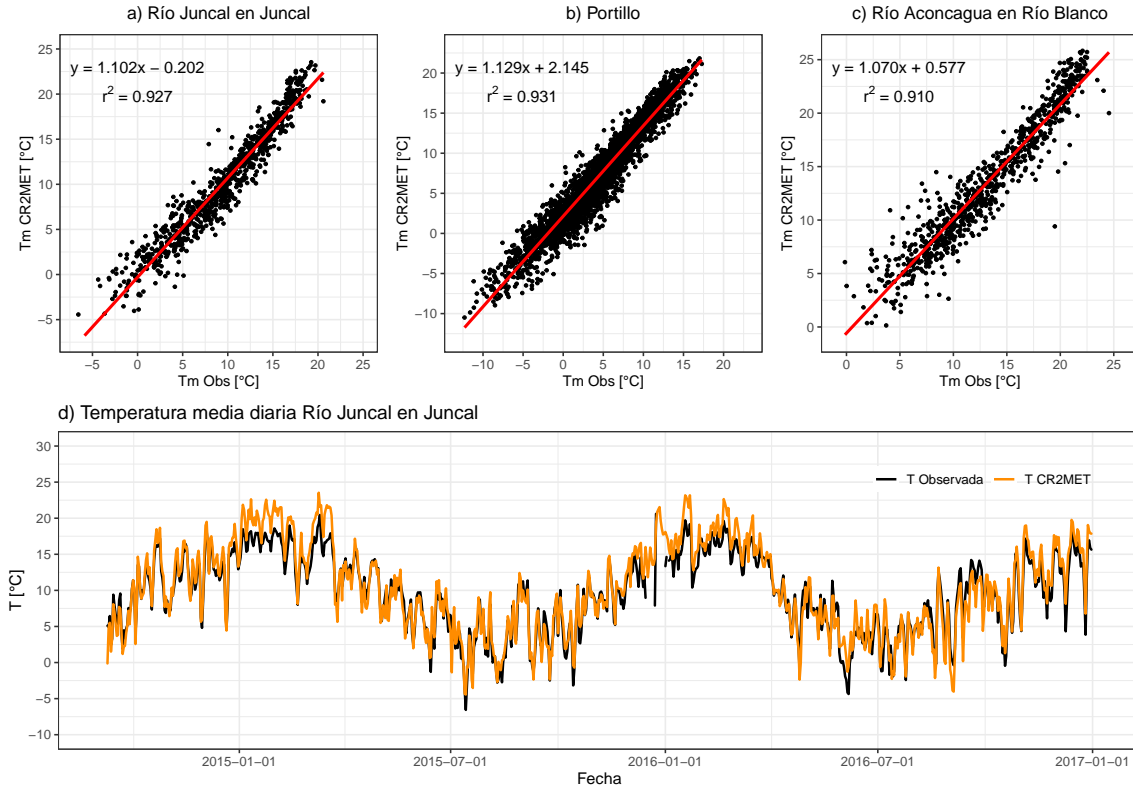 a) Río Juncal en Juncal
b) Portillo
c) Río Aconcagua en Río Blanco
y = 1.102x − 0.202
r² = 0.927
Tm CR2MET [°C]
25
20
15
10
5
0
−5
−5 0 5 10 15 20 25
Tm Obs [°C]
y = 1.129x + 2.145
r² = 0.931
Tm CR2MET [°C]
20
15
10
5
0
−5
−10
−10 −5 0 5 10 15 20
Tm Obs [°C]
y = 1.070x + 0.577
r² = 0.910
Tm CR2MET [°C]
25
20
15
10
5
0
0 5 10 15 20 25
Tm Obs [°C]
d) Temperatura media diaria Río Juncal en Juncal
T Observada T CR2MET
T [°C]
30
25
20
15
10
5
0
−5
−10
2015−01−01 2015−07−01 2016−01−01 2016−07−01 2017−01−01
Fecha